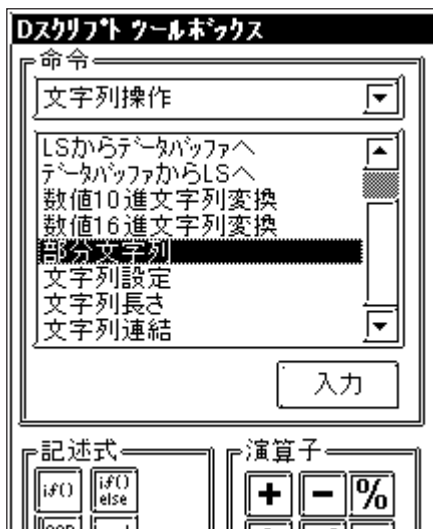 Dスクリプト ツールボックス
命令
文字列操作
LSからデータバッファへ
データバッファからLSへ
数値10進文字列変換
数値16進文字列変換
部分文字列
文字列設定
文字列長さ
文字列連結
入力
記述式
演算子
if()
if()
else
+
-
%